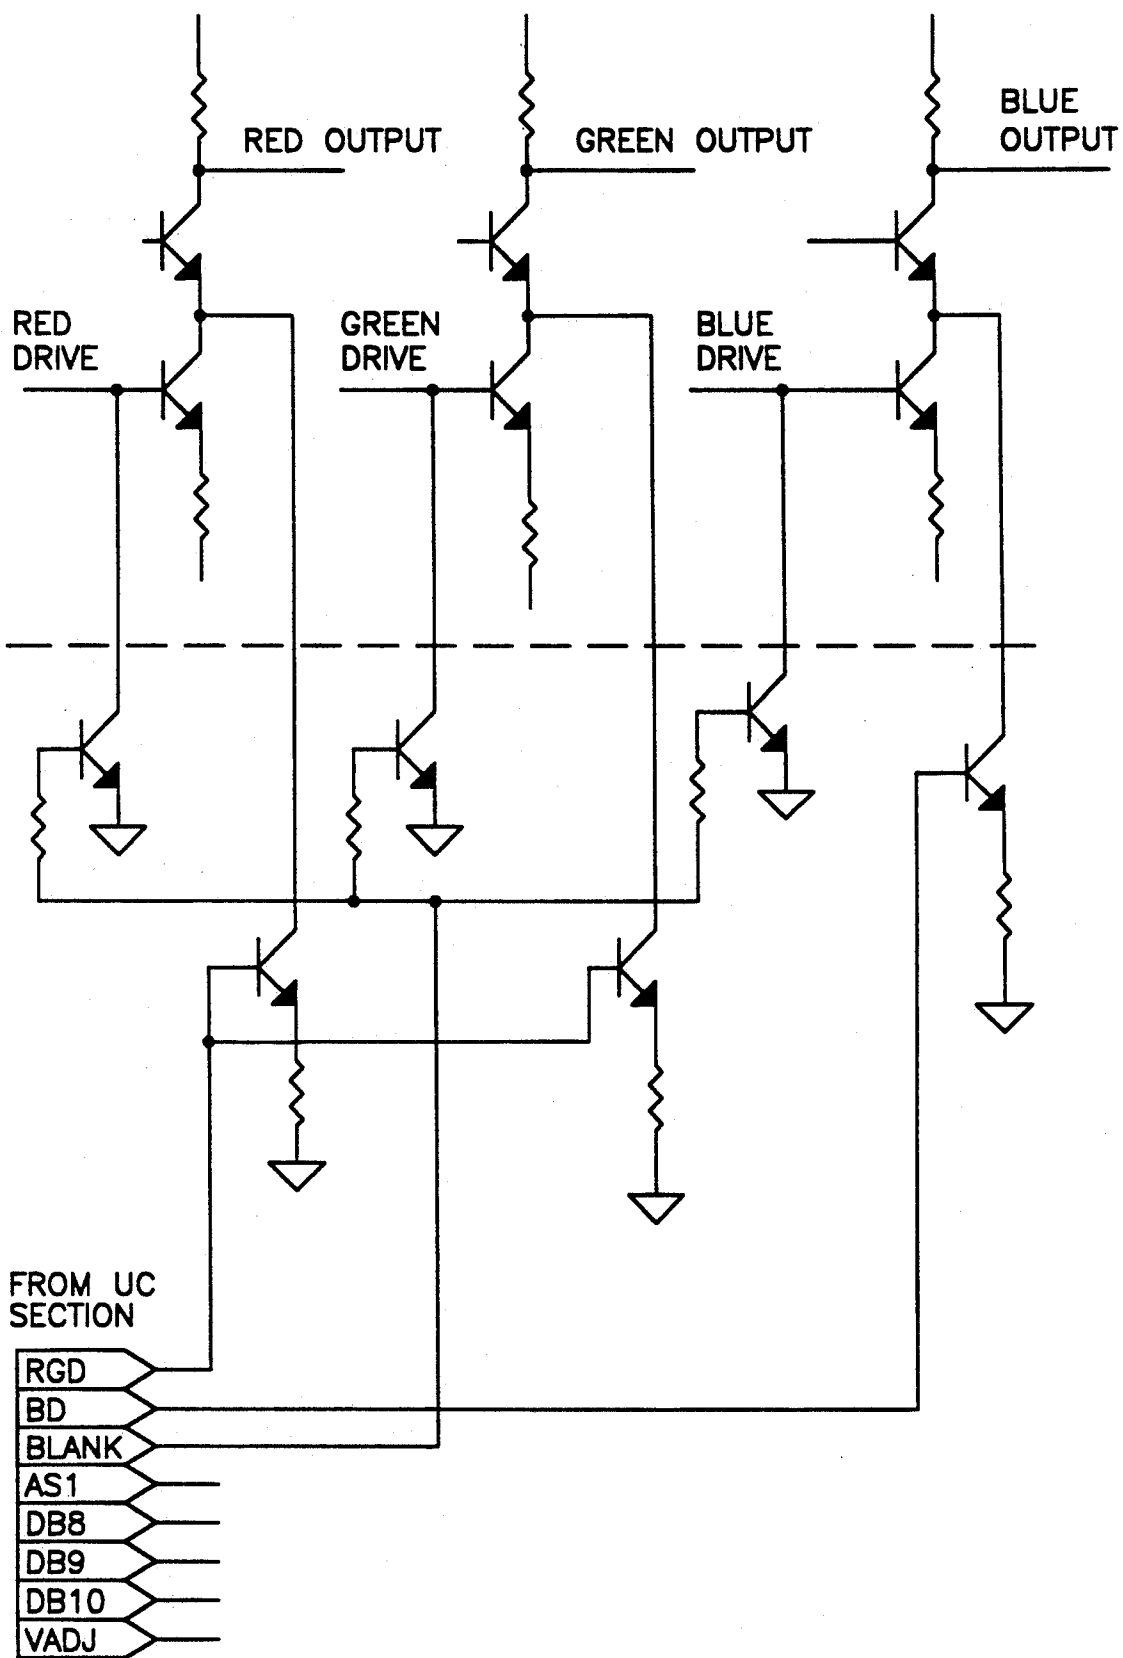 RED OUTPUT
GREEN OUTPUT
BLUE
OUTPUT
RED
DRIVE
GREEN
DRIVE
BLUE
DRIVE
FROM UC
SECTION
RGD
BD
BLANK
AS1
DB8
DB9
DB10
VADJ